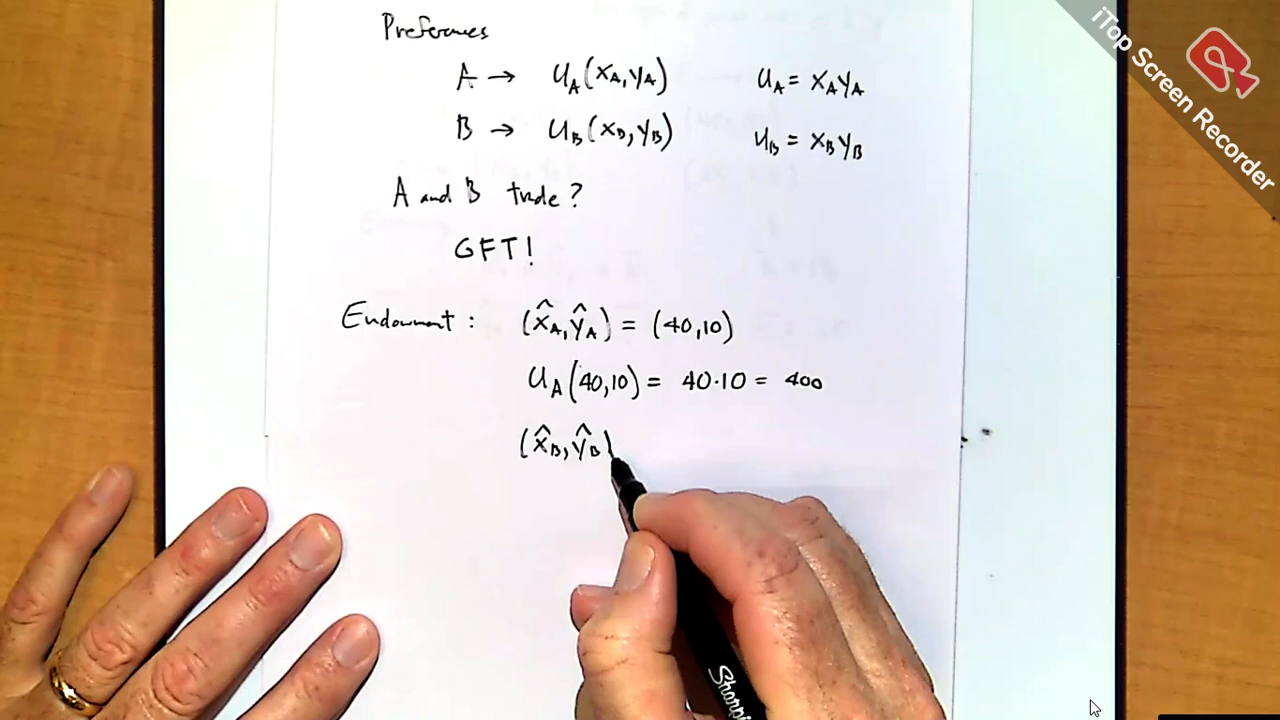 Preferences
A → U_A(x_A, y_A) U_A = x_A y_A
B → U_B(x_B, y_B) U_B = x_B y_B
A and B trade?
GFT!
Endowment : (x̂_A, ŷ_A) = (40,10)
U_A(40,10) = 40·10 = 400
(x̂_B, ŷ_B)
Sharpi
iTop Screen Recorder